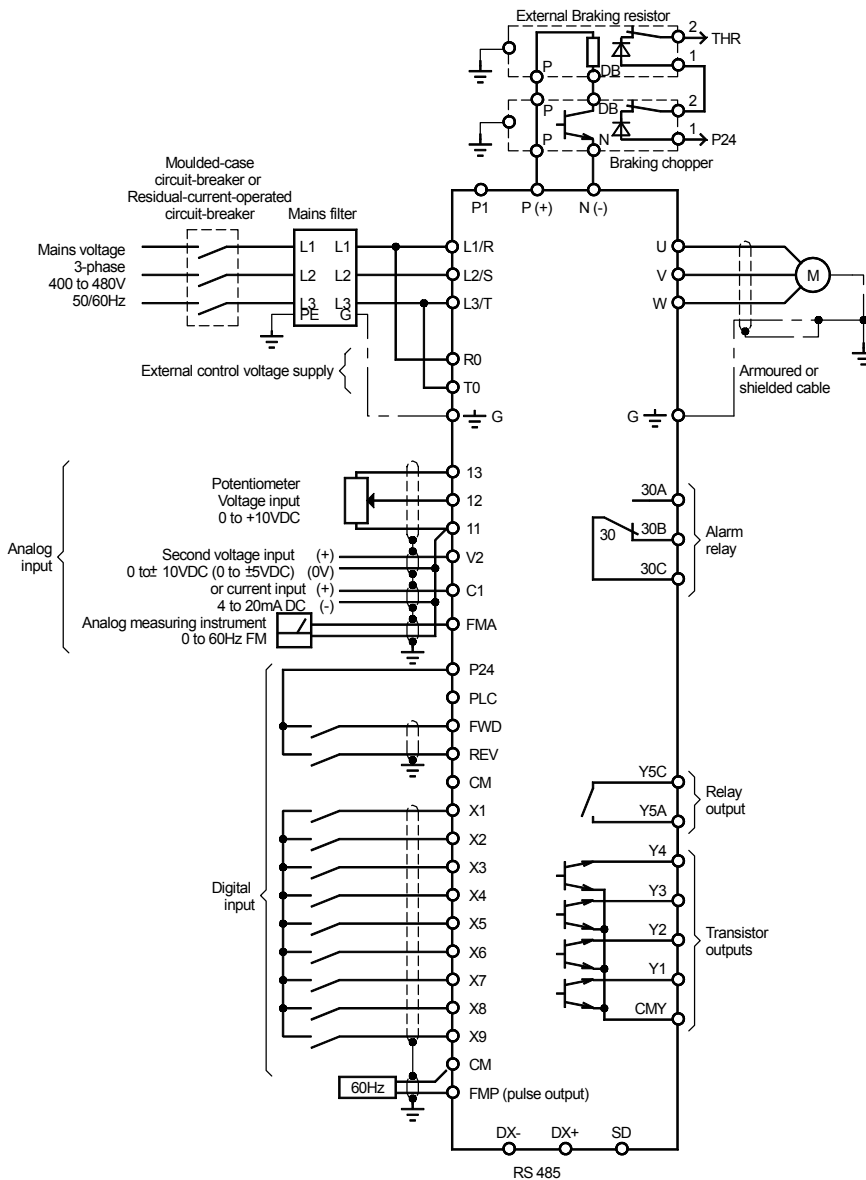 External Braking resistor
2
THR
1
P
DB
P
DB
2
P
N
1
P24
Braking chopper
Moulded-case
circuit-breaker or
Residual-current-operated
circuit-breaker
Mains filter
P1
P (+)
N (-)
Mains voltage
3-phase
400 to 480V
50/60Hz
L1
L1
L2
L2
L3
L3
PE
G
L1/R
L2/S
L3/T
U
V
W
M
External control voltage supply
R0
T0
G
G
Armoured or
shielded cable
Analog
input
Potentiometer
Voltage input
0 to +10VDC
13
12
11
Second voltage input (+)
0 to± 10VDC (0 to ±5VDC) (0V)
or current input (+)
4 to 20mA DC (-)
Analog measuring instrument
0 to 60Hz FM
V2
C1
FMA
30A
30
30B
30C
Alarm
relay
Digital
input
P24
PLC
FWD
REV
CM
X1
X2
X3
X4
X5
X6
X7
X8
X9
CM
60Hz
FMP (pulse output)
Y5C
Y5A
Relay
output
Y4
Y3
Y2
Y1
CMY
Transistor
outputs
DX-
DX+
SD
RS 485